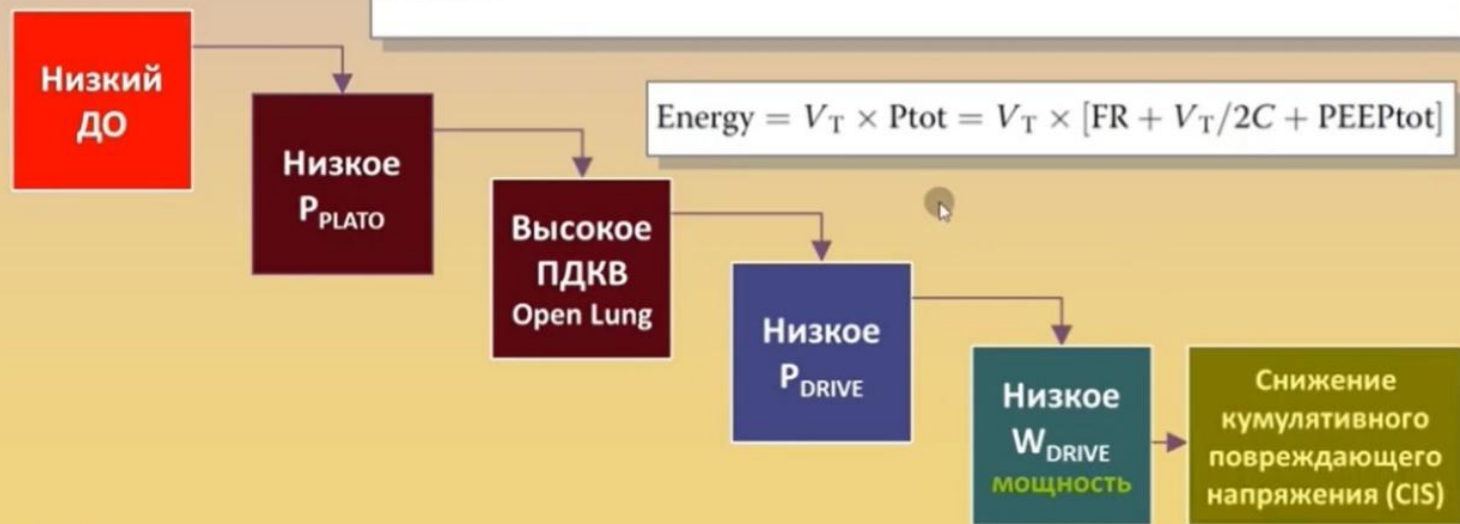 Низкий
ДО
Energy = V_T × Ptot = V_T × [FR + V_T/2C + PEEPtot]
Низкое
P_PLATO
Высокое
ПДКВ
Open Lung
Низкое
P_DRIVE
Низкое
W_DRIVE
мощность
Снижение
кумулятивного
повреждающего
напряжения (CIS)